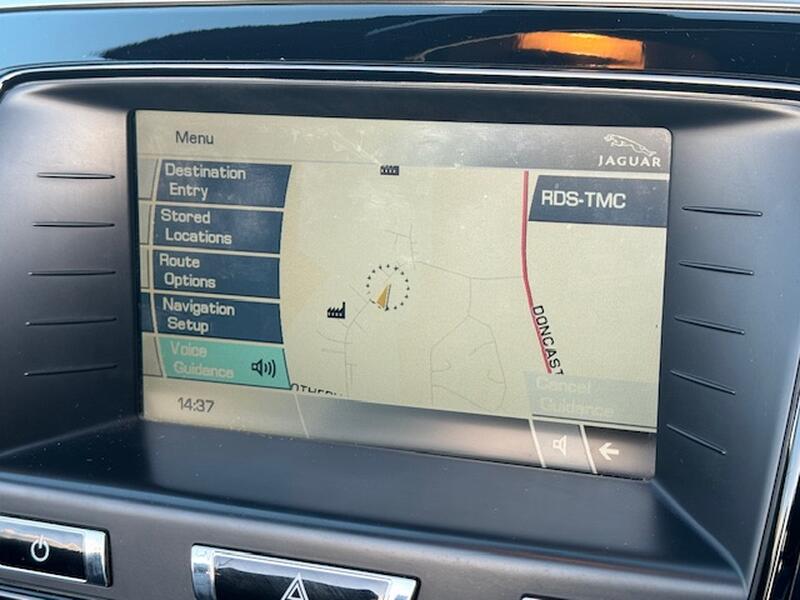 Menu
JAGUAR
Destination
Entry
RDS-TMC
Stored
Locations
Route
Options
Navigation
Setup
Voice
Guidance
DONCAST
OTHER
Cancel
Guidance
14:37